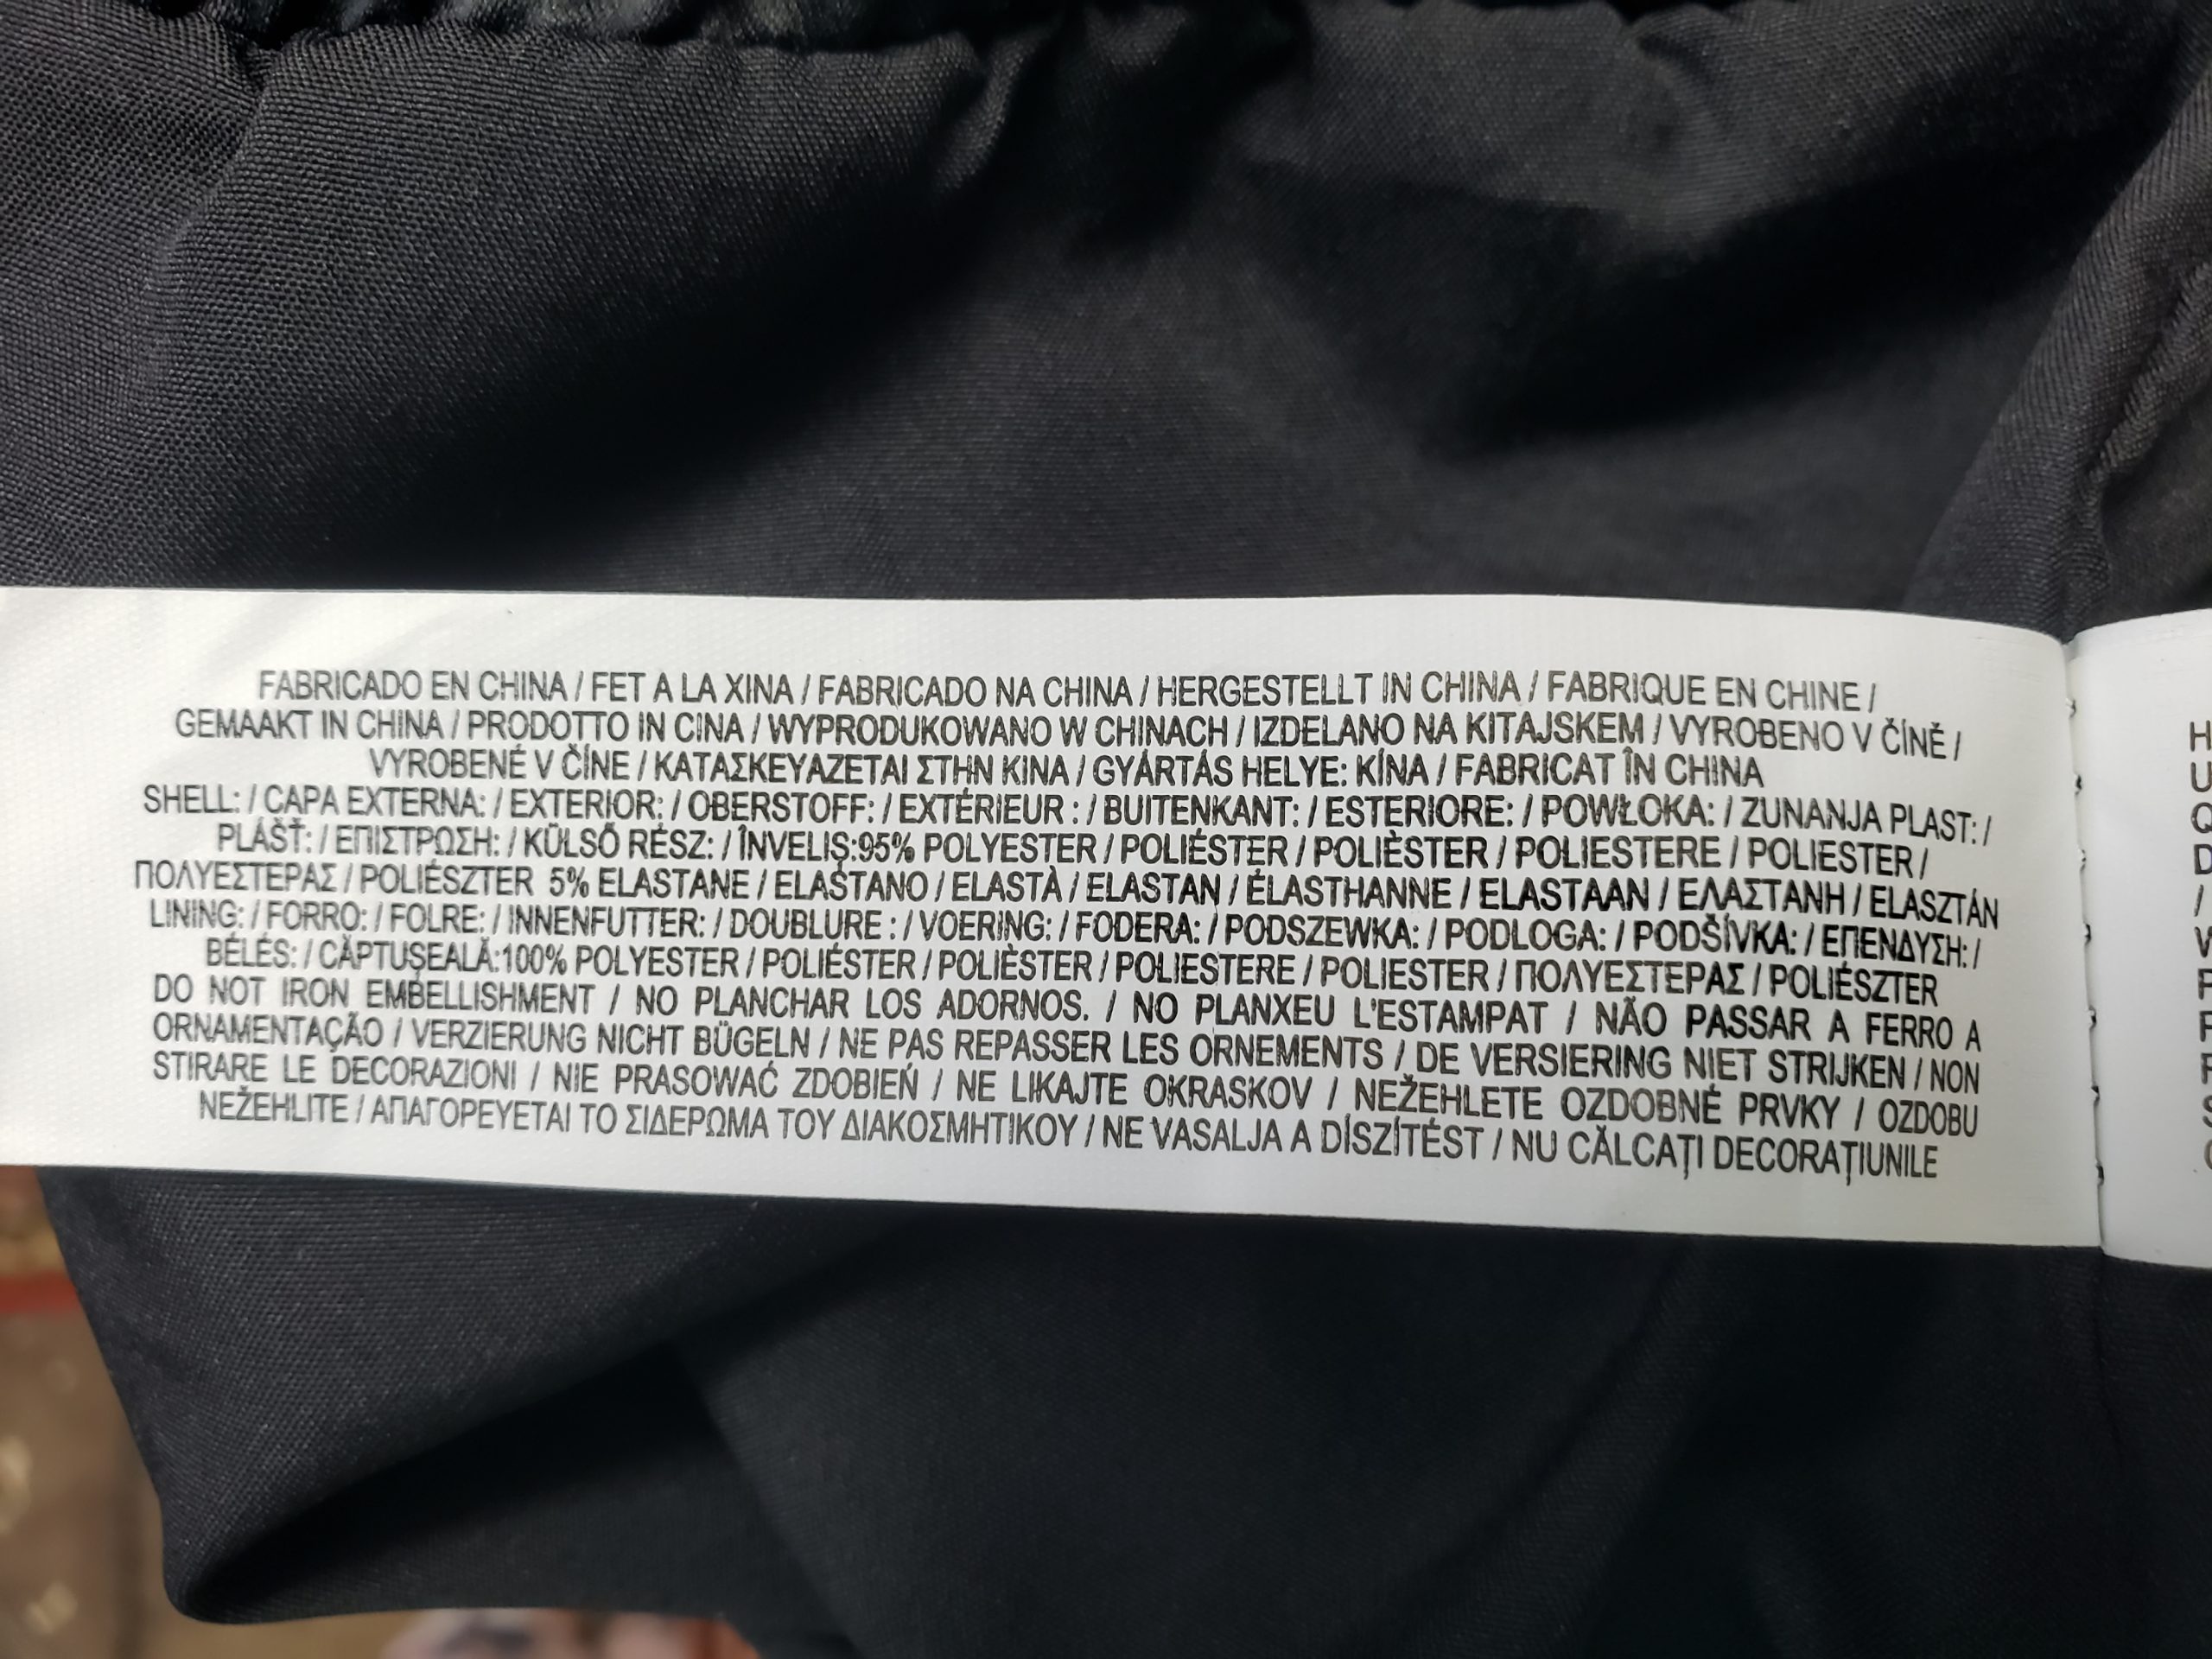 FABRICADO EN CHINA / FET A LA XINA / FABRICADO NA CHINA / HERGESTELLT IN CHINA / FABRIQUE EN CHINE /
GEMAAKT IN CHINA / PRODOTTO IN CINA / WYPRODUKOWANO W CHINACH / IZDELANO NA KITAJSKEM / VYROBENO V ČÍNĚ /
VYROBENÉ V ČÍNE / ΚΑΤΑΣΚΕΥΑΖΕΤΑΙ ΣΤΗΝ ΚΙΝΑ / GYÁRTÁS HELYE: KÍNA / FABRICAT ÎN CHINA
SHELL: / CAPA EXTERNA: / EXTERIOR: / OBERSTOFF: / EXTÉRIEUR : / BUITENKANT: / ESTERIORE: / POWŁOKA: / ZUNANJA PLAST: /
PLÁŠŤ: / ΕΠΙΣΤΡΩΣΗ: / KÜLSŐ RÉSZ: / ÎNVELIŞ:95% POLYESTER / POLIÉSTER / POLIÈSTER / POLIESTERE / POLIESTER /
ΠΟΛΥΕΣΤΕΡΑΣ / POLIÉSZTER 5% ELASTANE / ELASTANO / ELASTÀ / ELASTAN / ÉLASTHANNE / ELASTAAN / ΕΛΑΣΤΑΝΗ / ELASZTÁN
LINING: / FORRO: / FOLRE: / INNENFUTTER: / DOUBLURE : / VOERING: / FODERA: / PODSZEWKA: / PODLOGA: / PODŠÍVKA: / ΕΠΕΝΔΥΣΗ: /
BÉLÉS: / CĂPTUŞEALĂ:100% POLYESTER / POLIÉSTER / POLIÈSTER / POLIESTERE / POLIESTER / ΠΟΛΥΕΣΤΕΡΑΣ / POLIÉSZTER
DO NOT IRON EMBELLISHMENT / NO PLANCHAR LOS ADORNOS. / NO PLANXEU L'ESTAMPAT / NÃO PASSAR A FERRO A
ORNAMENTAÇÃO / VERZIERUNG NICHT BÜGELN / NE PAS REPASSER LES ORNEMENTS / DE VERSIERING NIET STRIJKEN / NON
STIRARE LE DECORAZIONI / NIE PRASOWAĆ ZDOBIEŃ / NE LIKAJTE OKRASKOV / NEŽEHLETE OZDOBNÉ PRVKY / OZDOBU
NEŽEHLITE / ΑΠΑΓΟΡΕΥΕΤΑΙ ΤΟ ΣΙΔΕΡΩΜΑ ΤΟΥ ΔΙΑΚΟΣΜΗΤΙΚΟΥ / NE VASALJA A DÍSZÍTÉST / NU CĂLCAȚI DECORAȚIUNILE